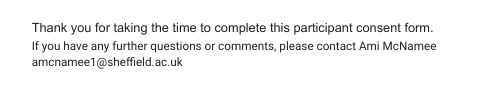 Thank you for taking the time to complete this participant consent form.
If you have any further questions or comments, please contact Ami McNamee
amcnamee1@sheffield.ac.uk